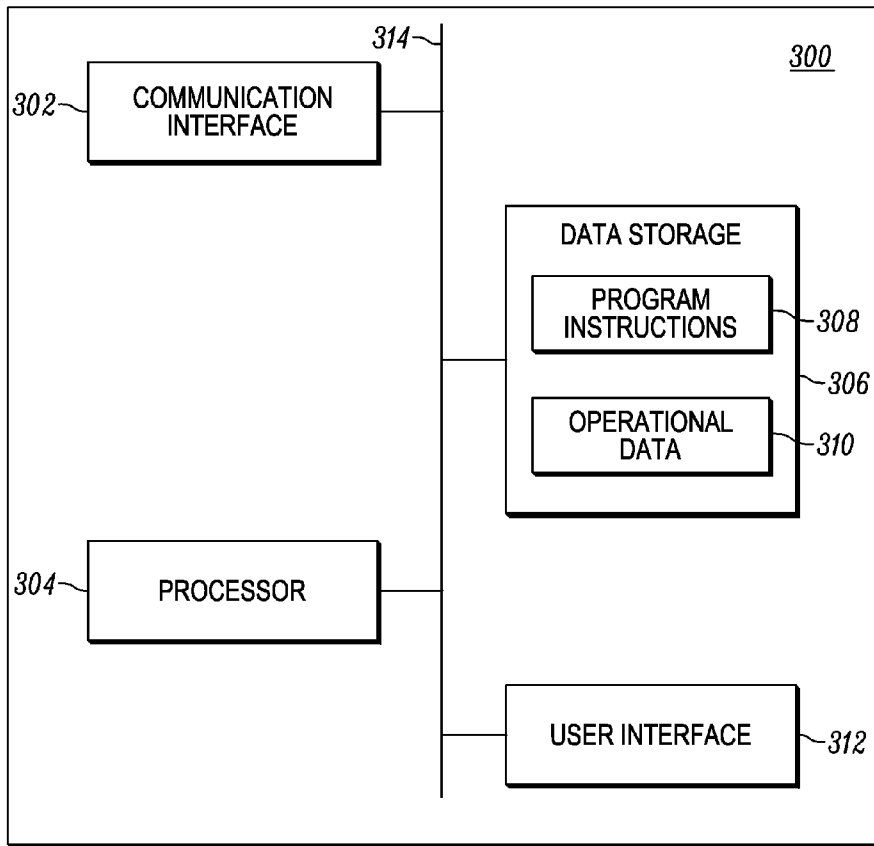 314
300
302
COMMUNICATION
INTERFACE
DATA STORAGE
PROGRAM
INSTRUCTIONS
308
306
OPERATIONAL
DATA
310
304
PROCESSOR
USER INTERFACE
312